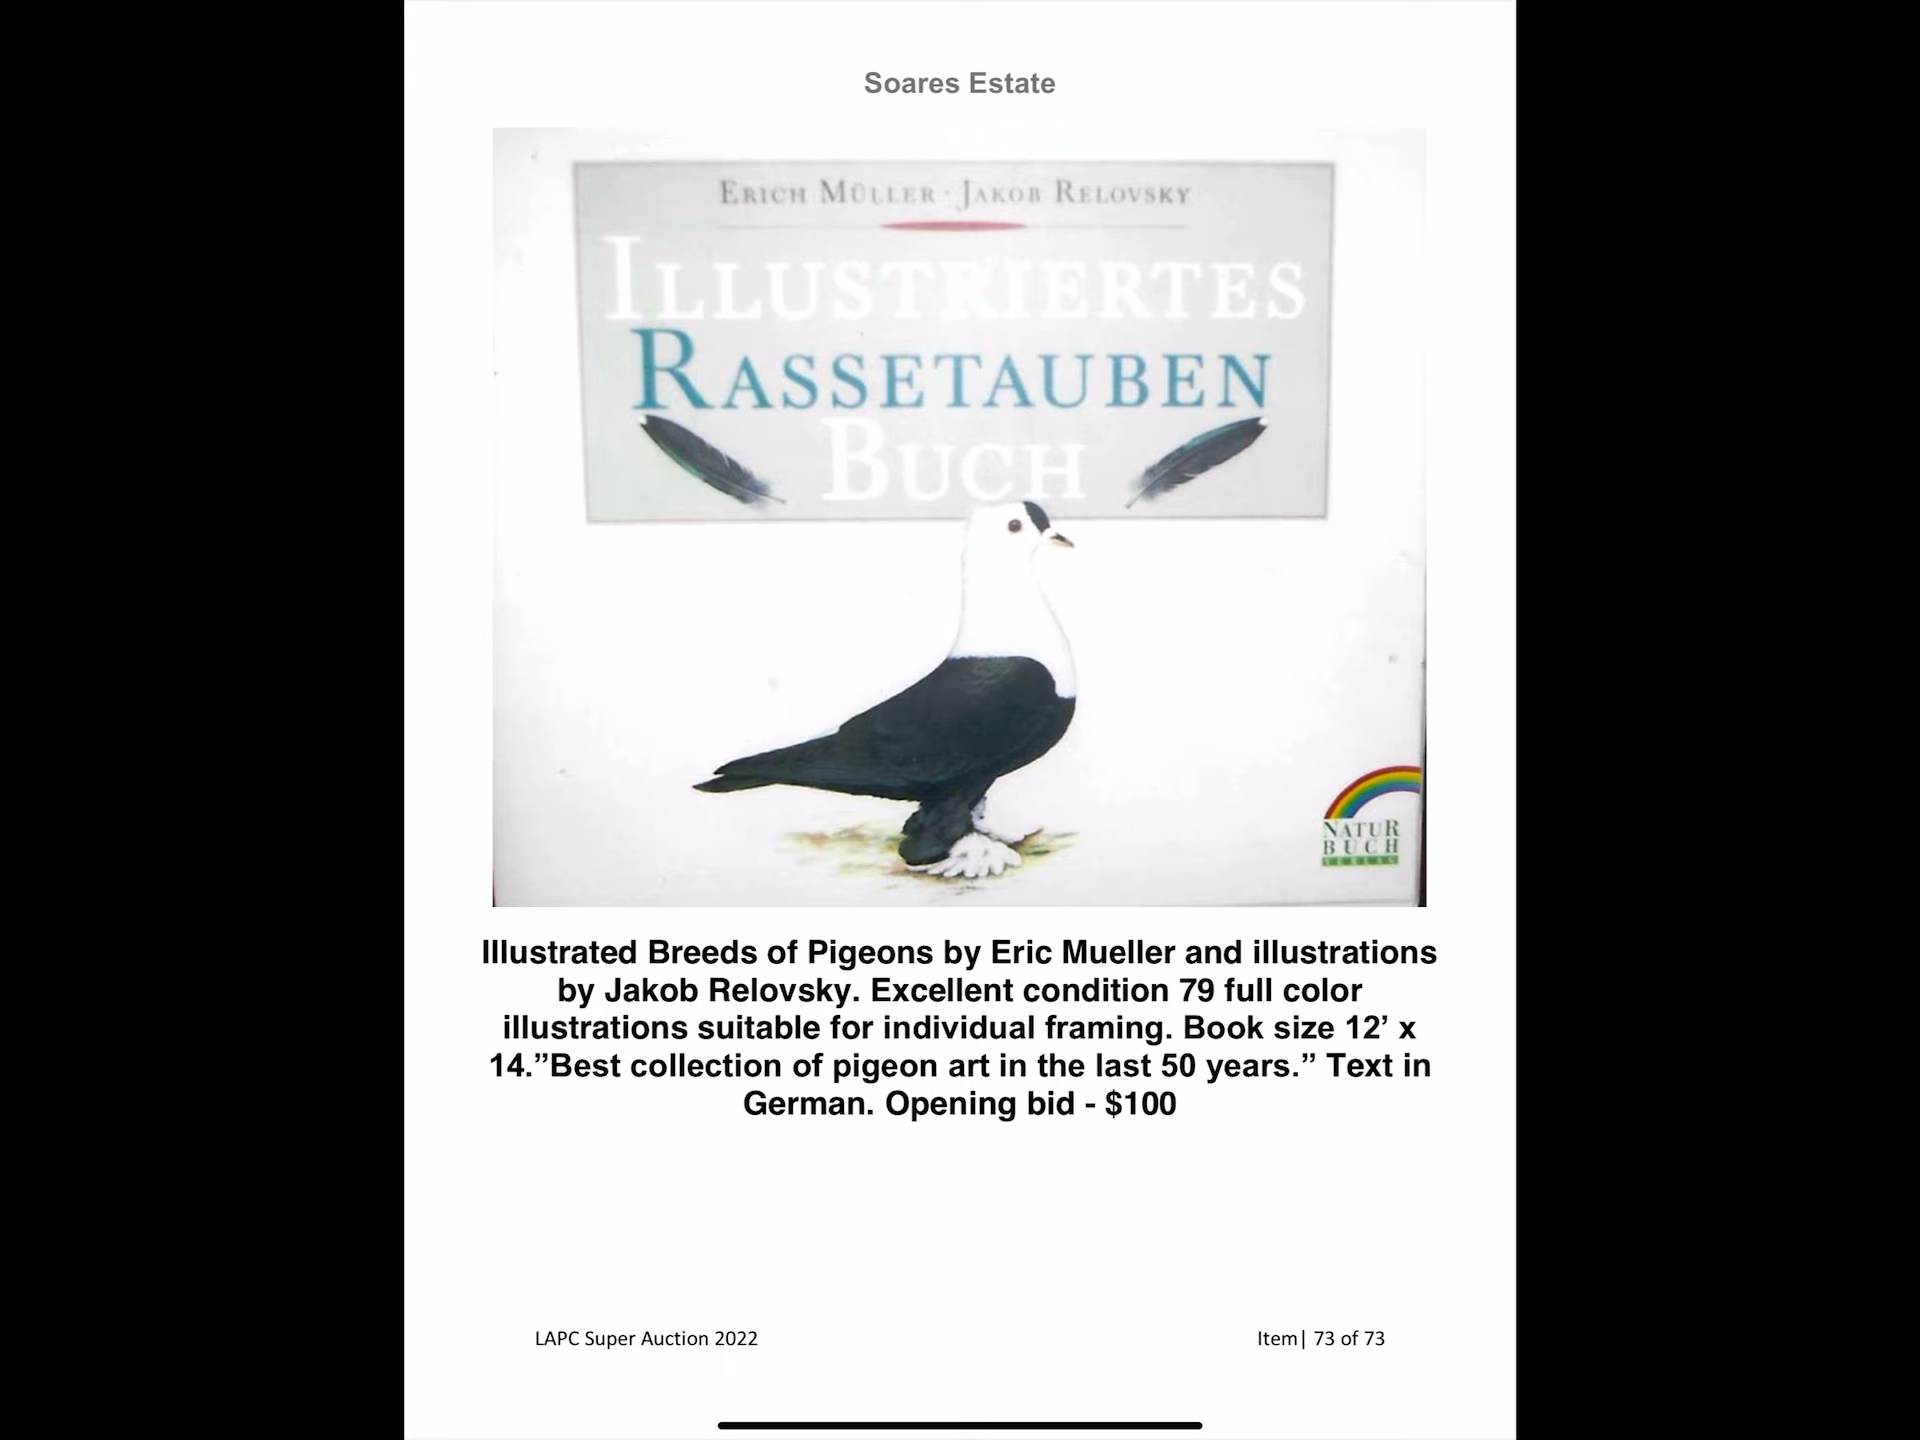 Soares Estate
ERICH MÜLLER · JAKOB RELOVSKY
ILLUSTRIERTES
RASSETAUBEN
BUCH
NATUR
BUCH
VERLAG
Illustrated Breeds of Pigeons by Eric Mueller and illustrations
by Jakob Relovsky. Excellent condition 79 full color
illustrations suitable for individual framing. Book size 12’ x
14.”Best collection of pigeon art in the last 50 years.” Text in
German. Opening bid - $100
LAPC Super Auction 2022
Item| 73 of 73